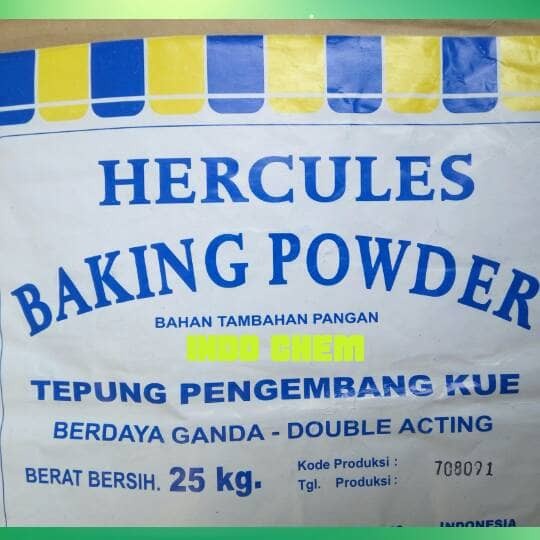 HERCULES
BAKING POWDER
BAHAN TAMBAHAN PANGAN
INDO CHEM
TEPUNG PENGEMBANG KUE
BERDAYA GANDA - DOUBLE ACTING
BERAT BERSIH. 25 kg.
Kode Produksi : 708091
Tgl. Produksi :
INDONESIA